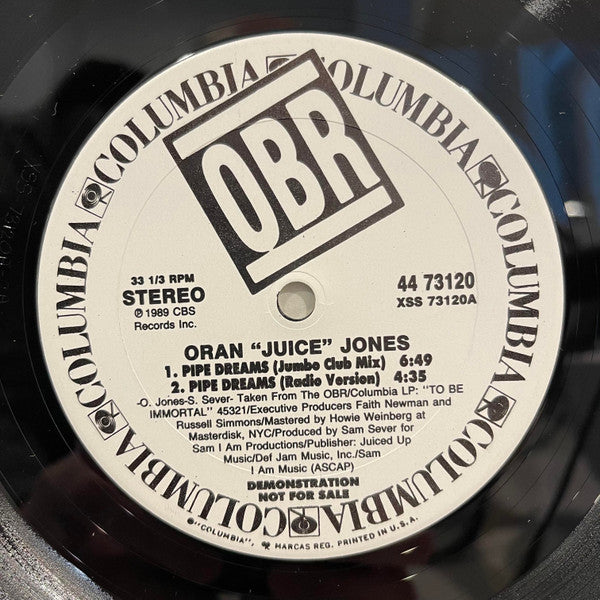 COLUMBIA COLUMBIA COLUMBIA COLUMBIA COLUMBIA COLUMBIA COLUMBIA
OBR
33 1/3 RPM
STEREO
℗ 1989 CBS
Records Inc.
44 73120
XSS 73120A
ORAN "JUICE" JONES
1. PIPE DREAMS (Jumbo Club Mix) 6:49
2. PIPE DREAMS (Radio Version) 4:35
-O. Jones-S. Sever- Taken From The OBR/Columbia LP: "TO BE
IMMORTAL" 45321/Executive Producers Faith Newman and
Russell Simmons/Mastered by Howie Weinberg at
Masterdisk, NYC/Produced by Sam Sever for
Sam I Am Productions/Publisher: Juiced Up
Music/Def Jam Music, Inc./Sam
I Am Music (ASCAP)
DEMONSTRATION
NOT FOR SALE
"COLUMBIA", MARCAS REG. PRINTED IN U.S.A.